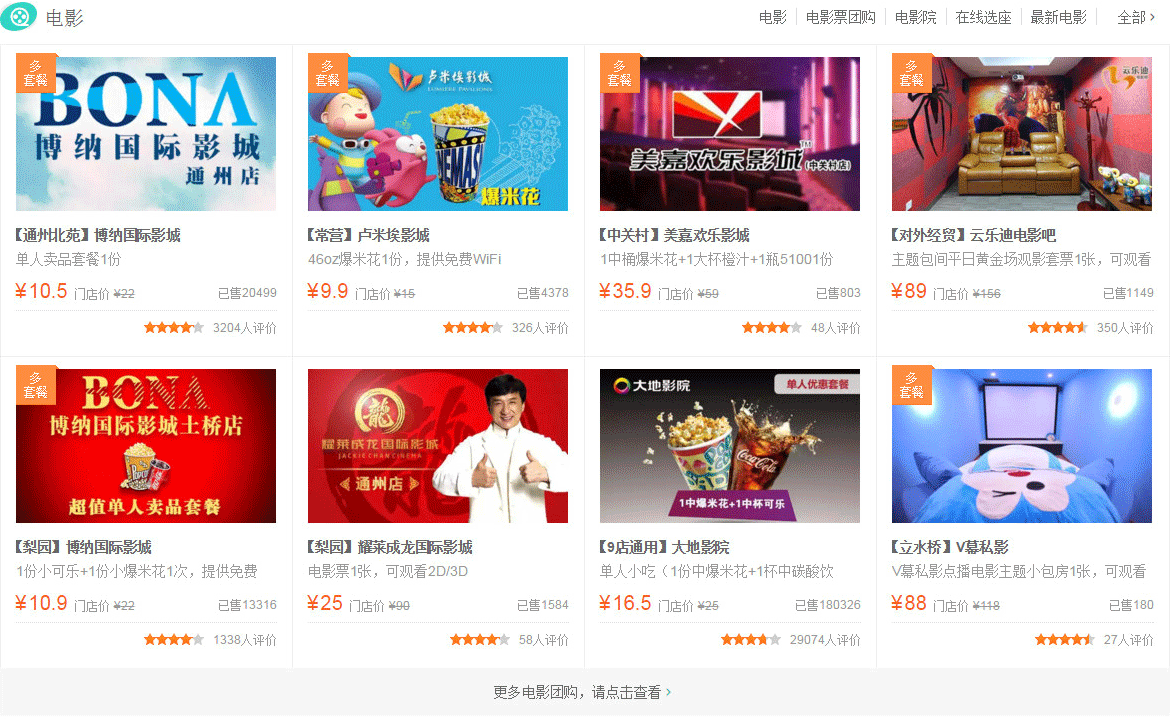 电影
电影 电影票团购 电影院 在线选座 最新电影 全部 ›
多
套餐
BONA
博纳国际影城
通州店
【通州北苑】博纳国际影城
单人卖品套餐1份
¥10.5 门店价 ¥22 已售20499
3204人评价
多
套餐
卢米埃影城
LUMIERE PAVILIONS
CINEMAS
爆米花
【常营】卢米埃影城
46oz爆米花1份，提供免费WiFi
¥9.9 门店价 ¥15 已售4378
326人评价
多
套餐
美嘉欢乐影城TM(中关村店)
【中关村】美嘉欢乐影城
1中桶爆米花+1大杯橙汁+1瓶51001份
¥35.9 门店价 ¥59 已售803
48人评价
多
套餐
云乐迪
【对外经贸】云乐迪电影吧
主题包间平日黄金场观影套票1张，可观看
¥89 门店价 ¥156 已售1149
350人评价
多
套餐
BONA
博纳国际影城土桥店
超值单人卖品套餐
【梨园】博纳国际影城
1份小可乐+1份小爆米花1次，提供免费
¥10.9 门店价 ¥22 已售13316
1338人评价
龍
耀莱成龙国际影城
JACKIE CHAN CINEMA
通州店
【梨园】耀莱成龙国际影城
电影票1张，可观看2D/3D
¥25 门店价 ¥90 已售1584
58人评价
大地影院
单人优惠套餐
Coca-Cola
1中爆米花+1中杯可乐
【9店通用】大地影院
单人小吃（1份中爆米花+1杯中碳酸饮
¥16.5 门店价 ¥25 已售180326
29074人评价
多
套餐
【立水桥】V幕私影
V幕私影点播电影主题小包房1张，可观看
¥88 门店价 ¥118 已售180
27人评价
更多电影团购，请点击查看 ›